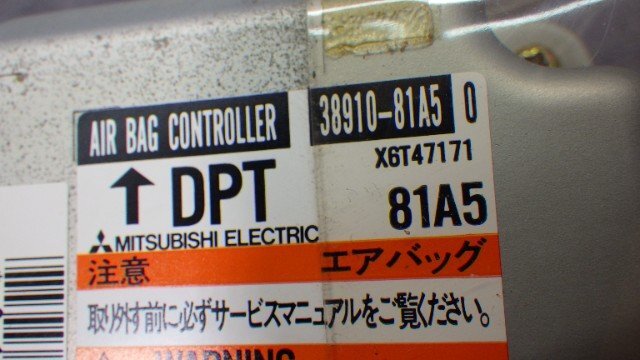 AIR BAG CONTROLLER 38910-81A5 0
X6T47171
↑ DPT 81A5
MITSUBISHI ELECTRIC
注意 エアバッグ
取り外す前に必ずサービスマニュアルをご覧ください。
WARNING